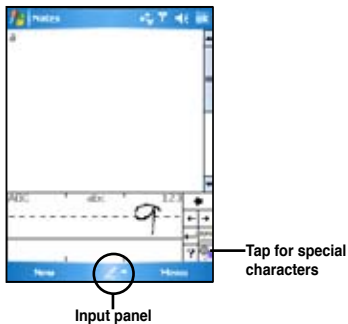 Notes
a
ABC
abc
123
?
New
Menu
Tap for special
characters
Input panel